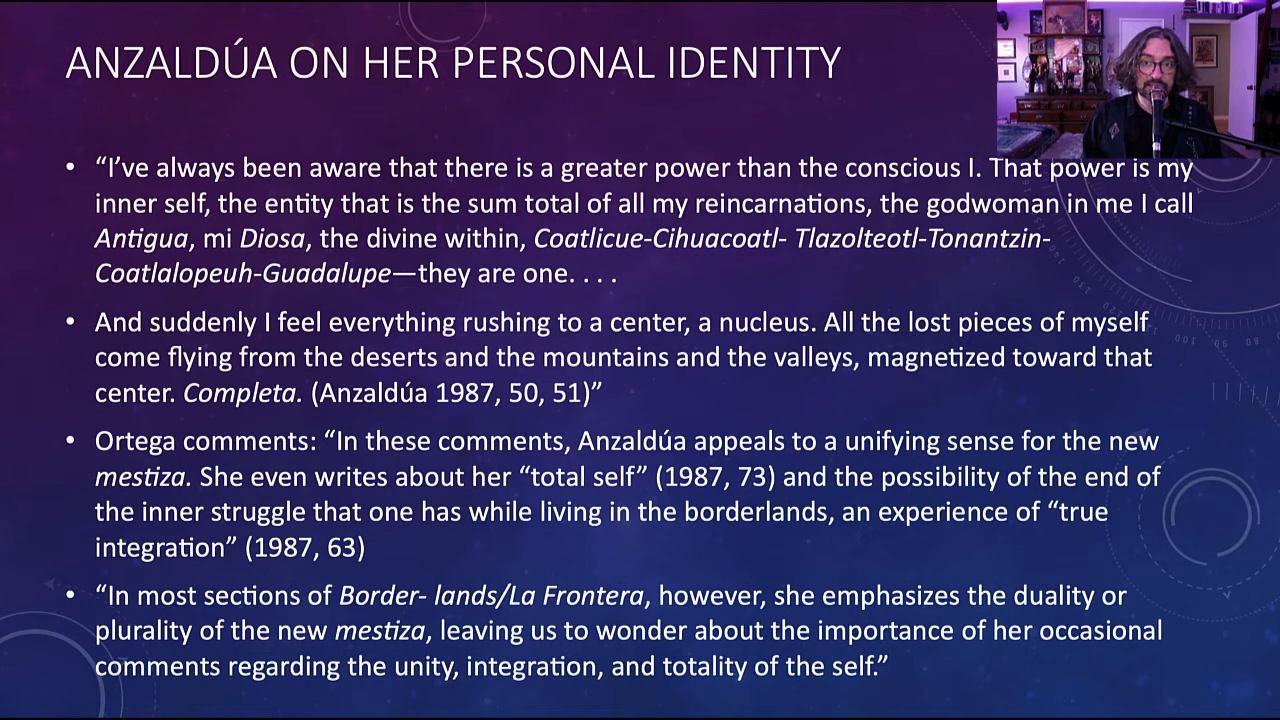 ANZALDÚA ON HER PERSONAL IDENTITY
• “I’ve always been aware that there is a greater power than the conscious I. That power is my
inner self, the entity that is the sum total of all my reincarnations, the godwoman in me I call
Antigua, mi Diosa, the divine within, Coatlicue-Cihuacoatl- Tlazolteotl-Tonantzin-
Coatlalopeuh-Guadalupe—they are one. . . .
• And suddenly I feel everything rushing to a center, a nucleus. All the lost pieces of myself
come flying from the deserts and the mountains and the valleys, magnetized toward that
center. Completa. (Anzaldúa 1987, 50, 51)”
• Ortega comments: “In these comments, Anzaldúa appeals to a unifying sense for the new
mestiza. She even writes about her “total self” (1987, 73) and the possibility of the end of
the inner struggle that one has while living in the borderlands, an experience of “true
integration” (1987, 63)
• “In most sections of Border- lands/La Frontera, however, she emphasizes the duality or
plurality of the new mestiza, leaving us to wonder about the importance of her occasional
comments regarding the unity, integration, and totality of the self.”